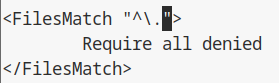 <FilesMatch "^\.">
        Require all denied
</FilesMatch>